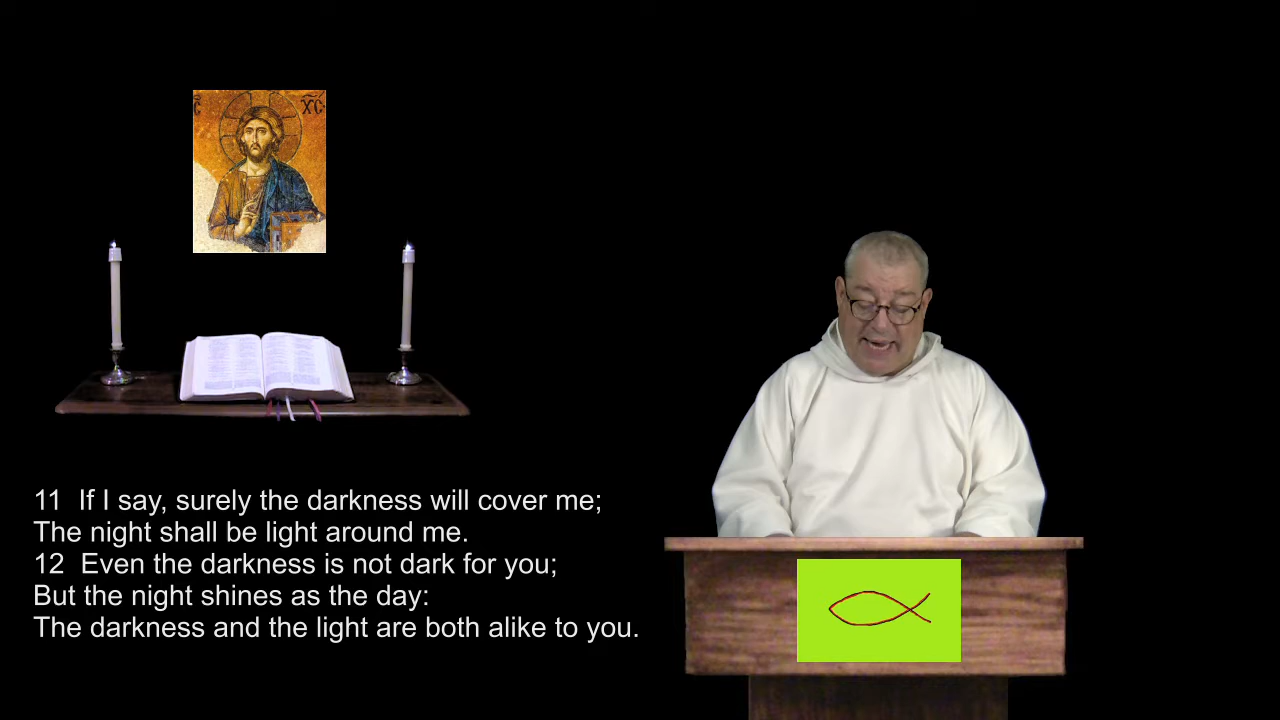 C XC
11 If I say, surely the darkness will cover me;
The night shall be light around me.
12 Even the darkness is not dark for you;
But the night shines as the day:
The darkness and the light are both alike to you.